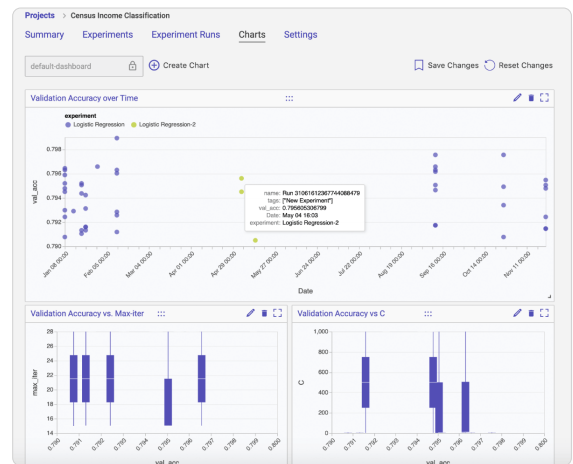 Projects > Census Income Classification
Summary Experiments Experiment Runs Charts Settings
default-dashboard Create Chart Save Changes Reset Changes
Validation Accuracy over Time
experiment
Logistic Regression Logistic Regression-2
0.798
0.796
0.794
0.792
0.790
val_acc
name: Run 31061612367744088479
tags: ["New Experiment"]
val_acc: 0.795605306799
Date: May 04 16:03
experiment: Logistic Regression-2
Jan 08 00:00 Feb 05 00:00 Mar 04 00:00 Apr 01 00:00 Apr 29 00:00 May 27 00:00 Jun 24 00:00 Jul 22 00:00 Aug 19 00:00 Sep 16 00:00 Oct 14 00:00 Nov 11 00:00
Date
Validation Accuracy vs. Max-iter
28
26
24
22
20
18
16
14
max_iter
0.790 0.791 0.792 0.793 0.794 0.795 0.796 0.797 0.798 0.799 0.800
val_acc
Validation Accuracy vs C
1,000
800
600
400
200
0
C
0.790 0.791 0.792 0.793 0.794 0.795 0.796 0.797 0.798 0.799 0.800
val_acc